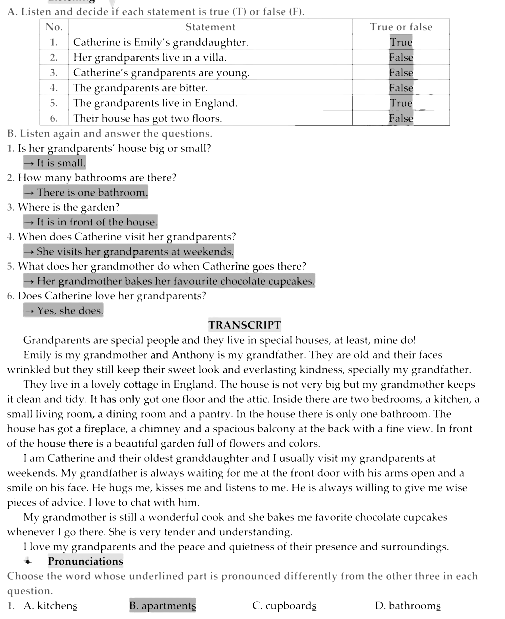 A. Listen and decide if each statement is true (T) or false (F).
No. Statement True or false
1. Catherine is Emily's granddaughter. True
2. Her grandparents live in a villa. False
3. Catherine's grandparents are young. False
4. The grandparents are bitter. False
5. The grandparents live in England. True
6. Their house has got two floors. False
B. Listen again and answer the questions.
1. Is her grandparents' house big or small?
→ It is small.
2. How many bathrooms are there?
→ There is one bathroom.
3. Where is the garden?
→ It is in front of the house.
4. When does Catherine visit her grandparents?
→ She visits her grandparents at weekends.
5. What does her grandmother do when Catherine goes there?
→ Her grandmother bakes her favourite chocolate cupcakes.
6. Does Catherine love her grandparents?
→ Yes, she does.
TRANSCRIPT
Grandparents are special people and they live in special houses, at least, mine do!
Emily is my grandmother and Anthony is my grandfather. They are old and their faces
wrinkled but they still keep their sweet look and everlasting kindness, specially my grandfather.
They live in a lovely cottage in England. The house is not very big but my grandmother keeps
it clean and tidy. It has only got one floor and the attic. Inside there are two bedrooms, a kitchen, a
small living room, a dining room and a pantry. In the house there is only one bathroom. The
house has got a fireplace, a chimney and a spacious balcony at the back with a fine view. In front
of the house there is a beautiful garden full of flowers and colors.
I am Catherine and their oldest granddaughter and I usually visit my grandparents at
weekends. My grandfather is always waiting for me at the front door with his arms open and a
smile on his face. He hugs me, kisses me and listens to me. He is always willing to give me wise
pieces of advice. I love to chat with him.
My grandmother is still a wonderful cook and she bakes me favorite chocolate cupcakes
whenever I go there. She is very tender and understanding.
I love my grandparents and the peace and quietness of their presence and surroundings.
Pronunciations
Choose the word whose underlined part is pronounced differently from the other three in each
question.
1. A. kitchens B. apartments C. cupboards D. bathrooms